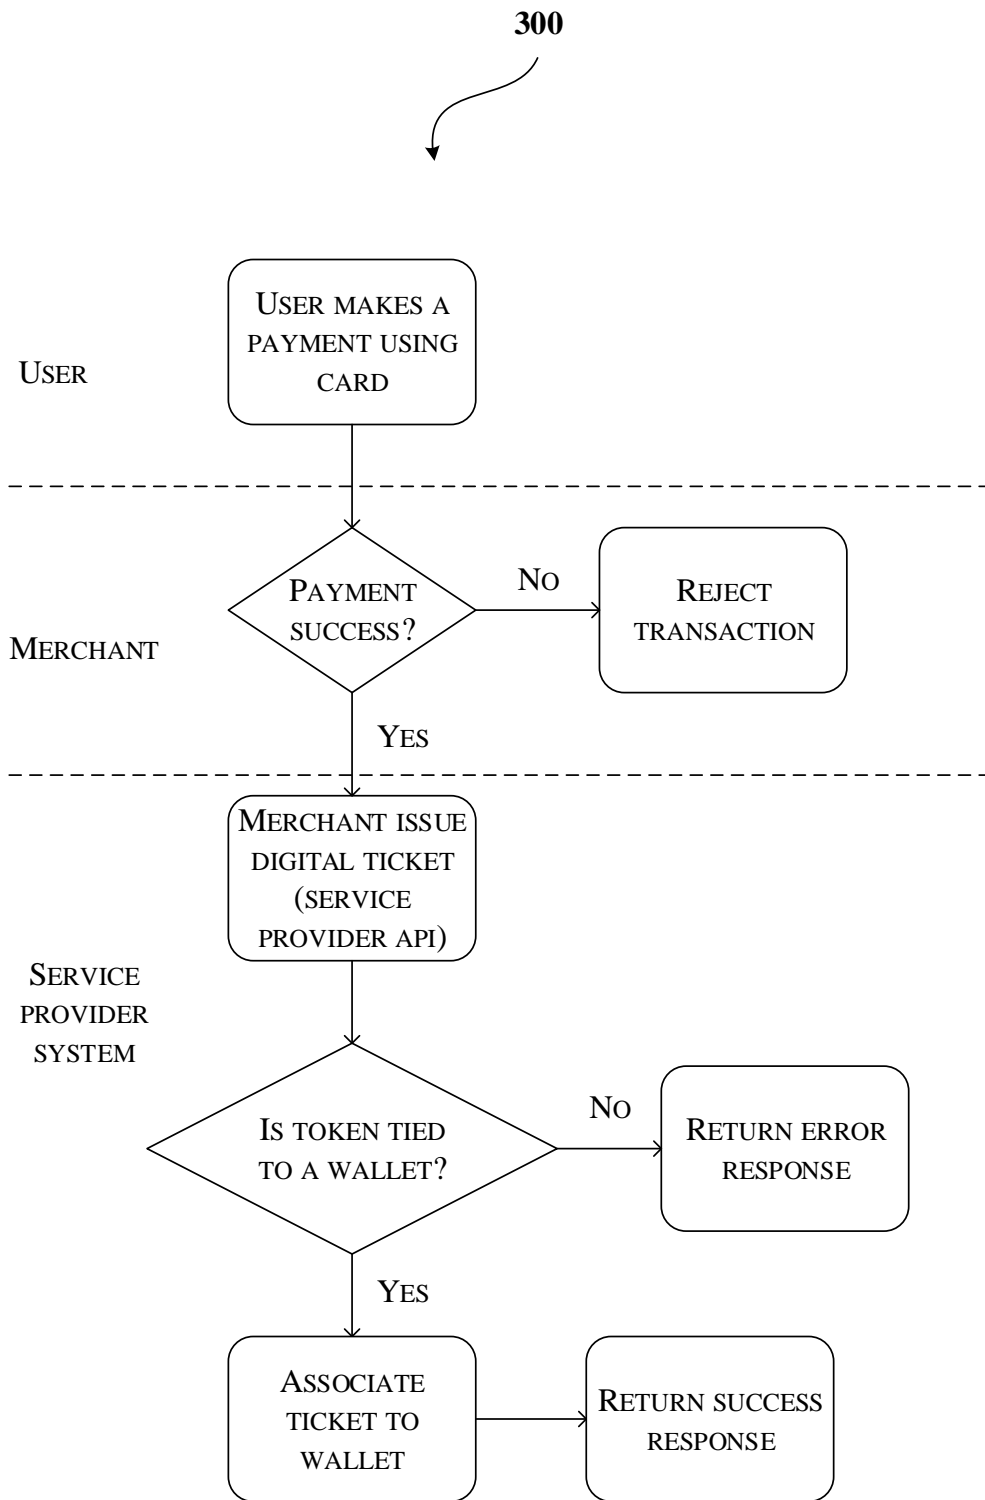 300
USER MAKES A
PAYMENT USING
CARD
USER
PAYMENT
SUCCESS?
NO
REJECT
TRANSACTION
MERCHANT
YES
MERCHANT ISSUE
DIGITAL TICKET
(SERVICE
PROVIDER API)
SERVICE
PROVIDER
SYSTEM
IS TOKEN TIED
TO A WALLET?
NO
RETURN ERROR
RESPONSE
YES
ASSOCIATE
TICKET TO
WALLET
RETURN SUCCESS
RESPONSE